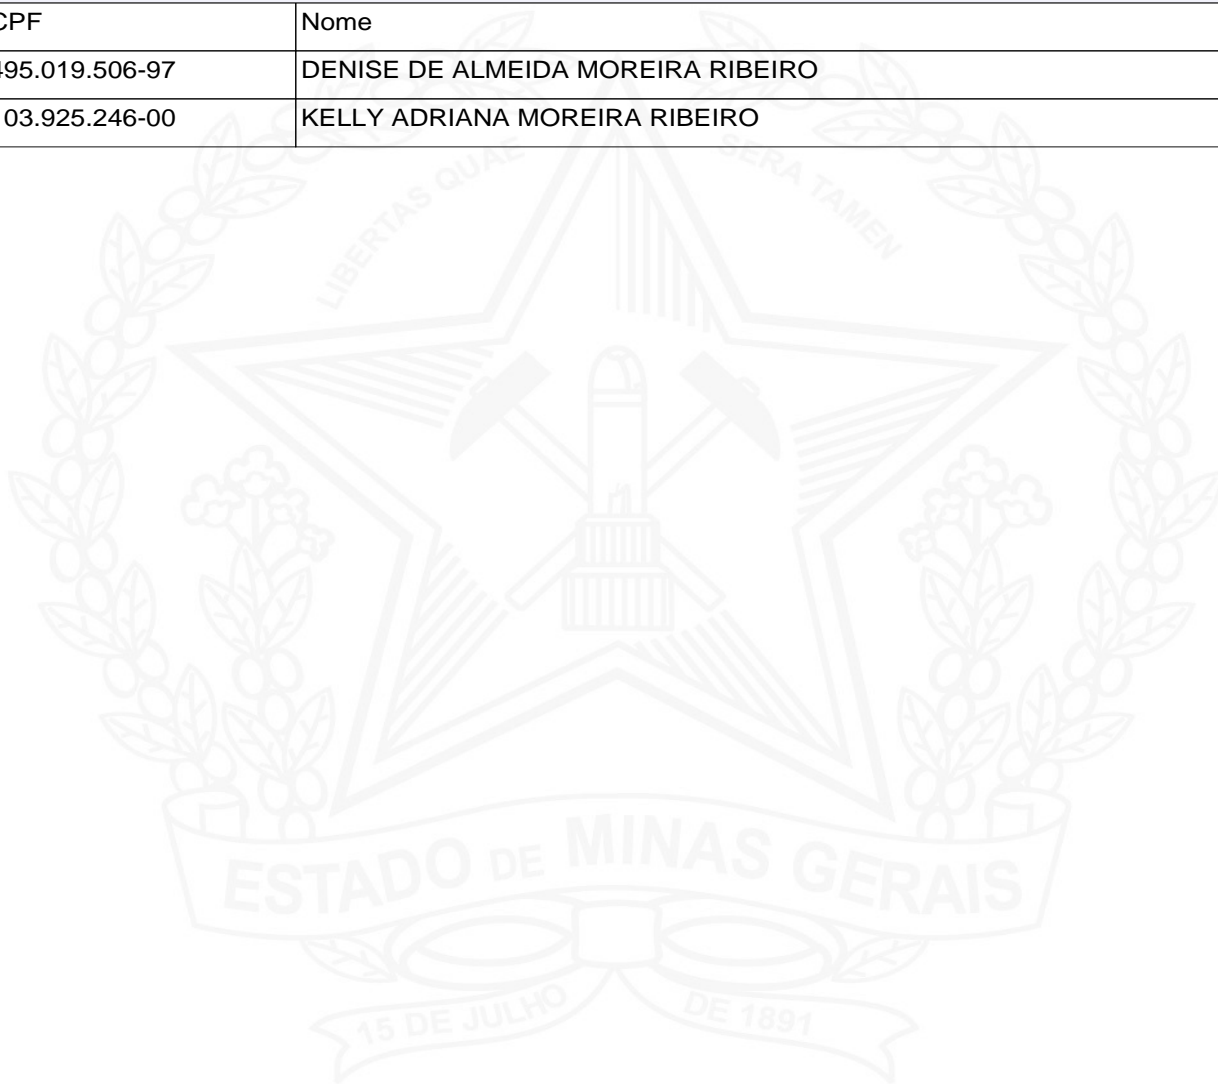 CPF Nome
495.019.506-97 DENISE DE ALMEIDA MOREIRA RIBEIRO
03.925.246-00 KELLY ADRIANA MOREIRA RIBEIRO
LIBERTAS QUAE SERA TAMEN
ESTADO DE MINAS GERAIS
15 DE JULHO DE 1891